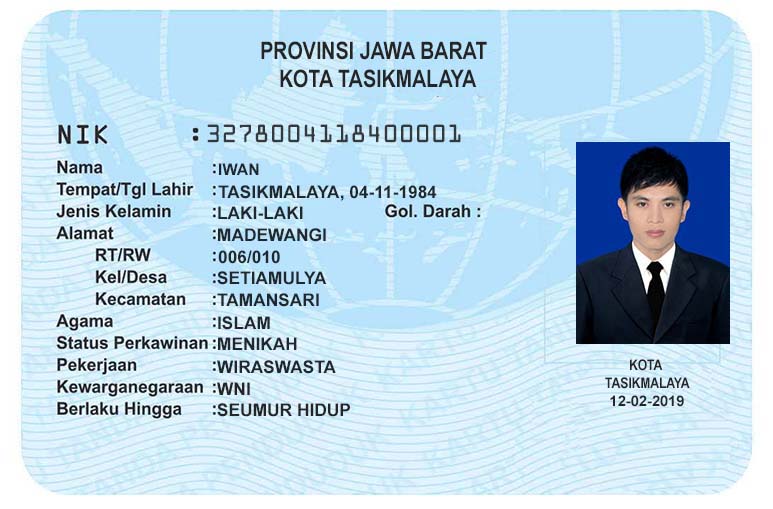 PROVINSI JAWA BARAT
KOTA TASIKMALAYA
NIK :3278004118400001
Nama :IWAN
Tempat/Tgl Lahir :TASIKMALAYA, 04-11-1984
Jenis Kelamin :LAKI-LAKI Gol. Darah :
Alamat :MADEWANGI
RT/RW :006/010
Kel/Desa :SETIAMULYA
Kecamatan :TAMANSARI
Agama :ISLAM
Status Perkawinan :MENIKAH
Pekerjaan :WIRASWASTA
Kewarganegaraan :WNI
Berlaku Hingga :SEUMUR HIDUP
KOTA
TASIKMALAYA
12-02-2019